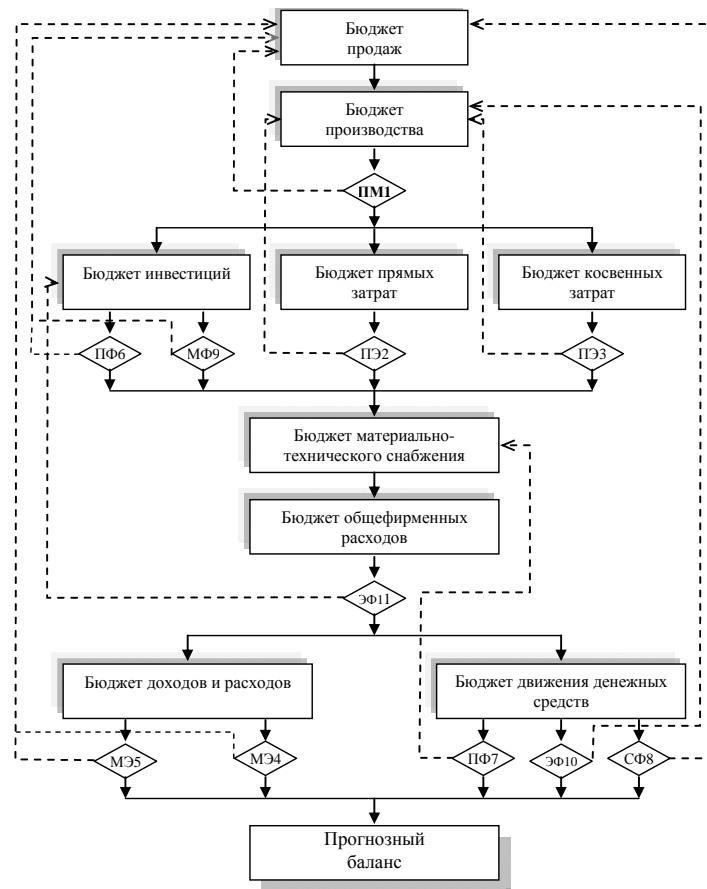 Бюджет
продаж
Бюджет
производства
ПМ1
Бюджет инвестиций
Бюджет прямых
затрат
Бюджет косвенных
затрат
ПФ6
МФ9
ПЭ2
ПЭ3
Бюджет материально-
технического снабжения
Бюджет общефирменных
расходов
ЭФ11
Бюджет доходов и расходов
Бюджет движения денежных
средств
МЭ5
МЭ4
ПФ7
ЭФ10
СФ8
Прогнозный
баланс